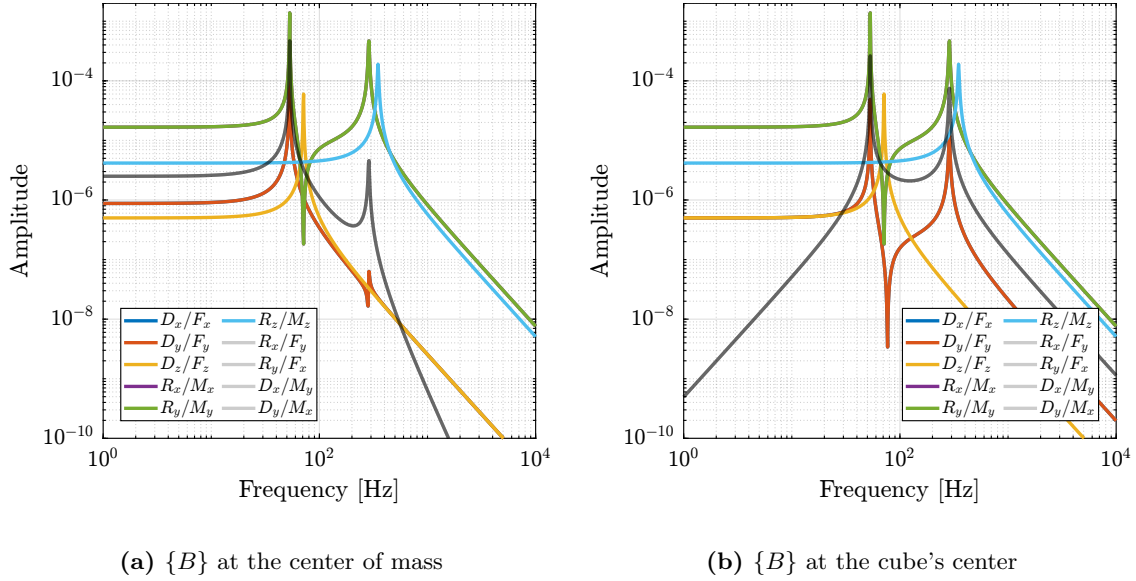 Amplitude
10^{-4}
10^{-6}
10^{-8}
10^{-10}
D_x/F_x
D_y/F_y
D_z/F_z
R_x/M_x
R_y/M_y
R_z/M_z
R_x/F_y
R_y/F_x
D_x/M_y
D_y/M_x
10^0 10^2 10^4
Frequency [Hz]
(a) {B} at the center of mass
Amplitude
10^{-4}
10^{-6}
10^{-8}
10^{-10}
D_x/F_x
D_y/F_y
D_z/F_z
R_x/M_x
R_y/M_y
R_z/M_z
R_x/F_y
R_y/F_x
D_x/M_y
D_y/M_x
10^0 10^2 10^4
Frequency [Hz]
(b) {B} at the cube's center